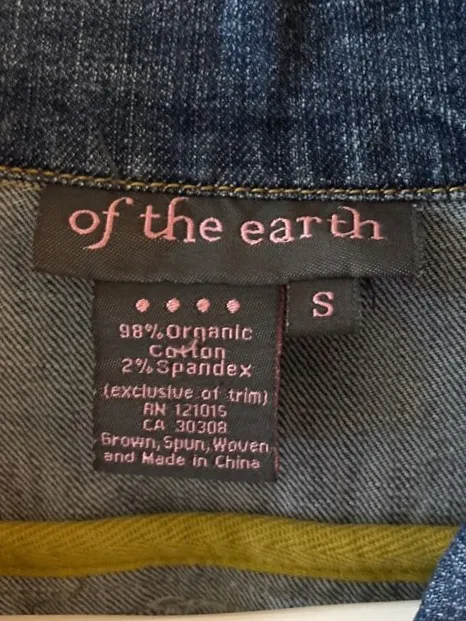 of the earth
S
98% Organic
Cotton
2% Spandex
(exclusive of trim)
RN 121015
CA 30308
Grown, Spun, Woven
and Made in China